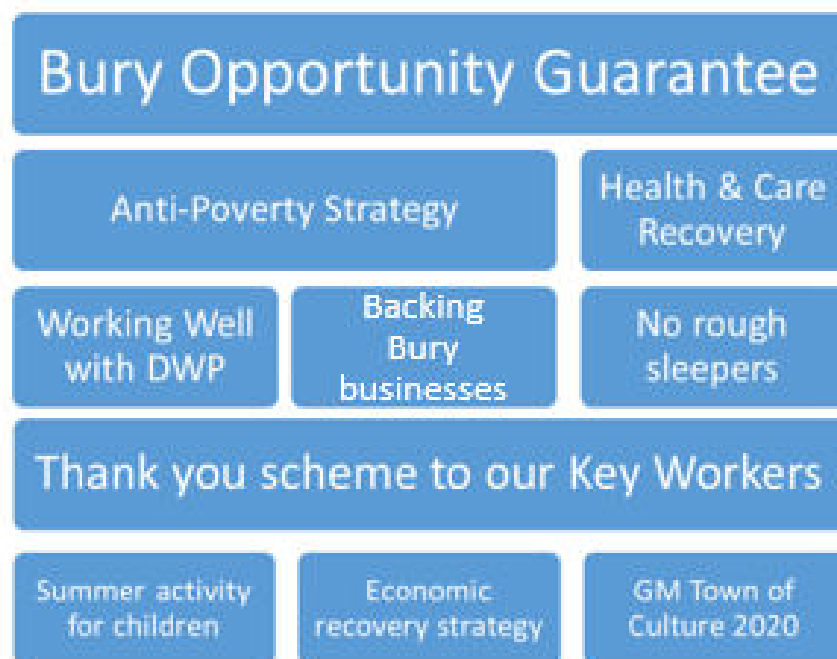 Bury Opportunity Guarantee
Anti-Poverty Strategy
Health & Care
Recovery
Working Well
with DWP
Backing
Bury
businesses
No rough
sleepers
Thank you scheme to our Key Workers
Summer activity
for children
Economic
recovery strategy
GM Town of
Culture 2020